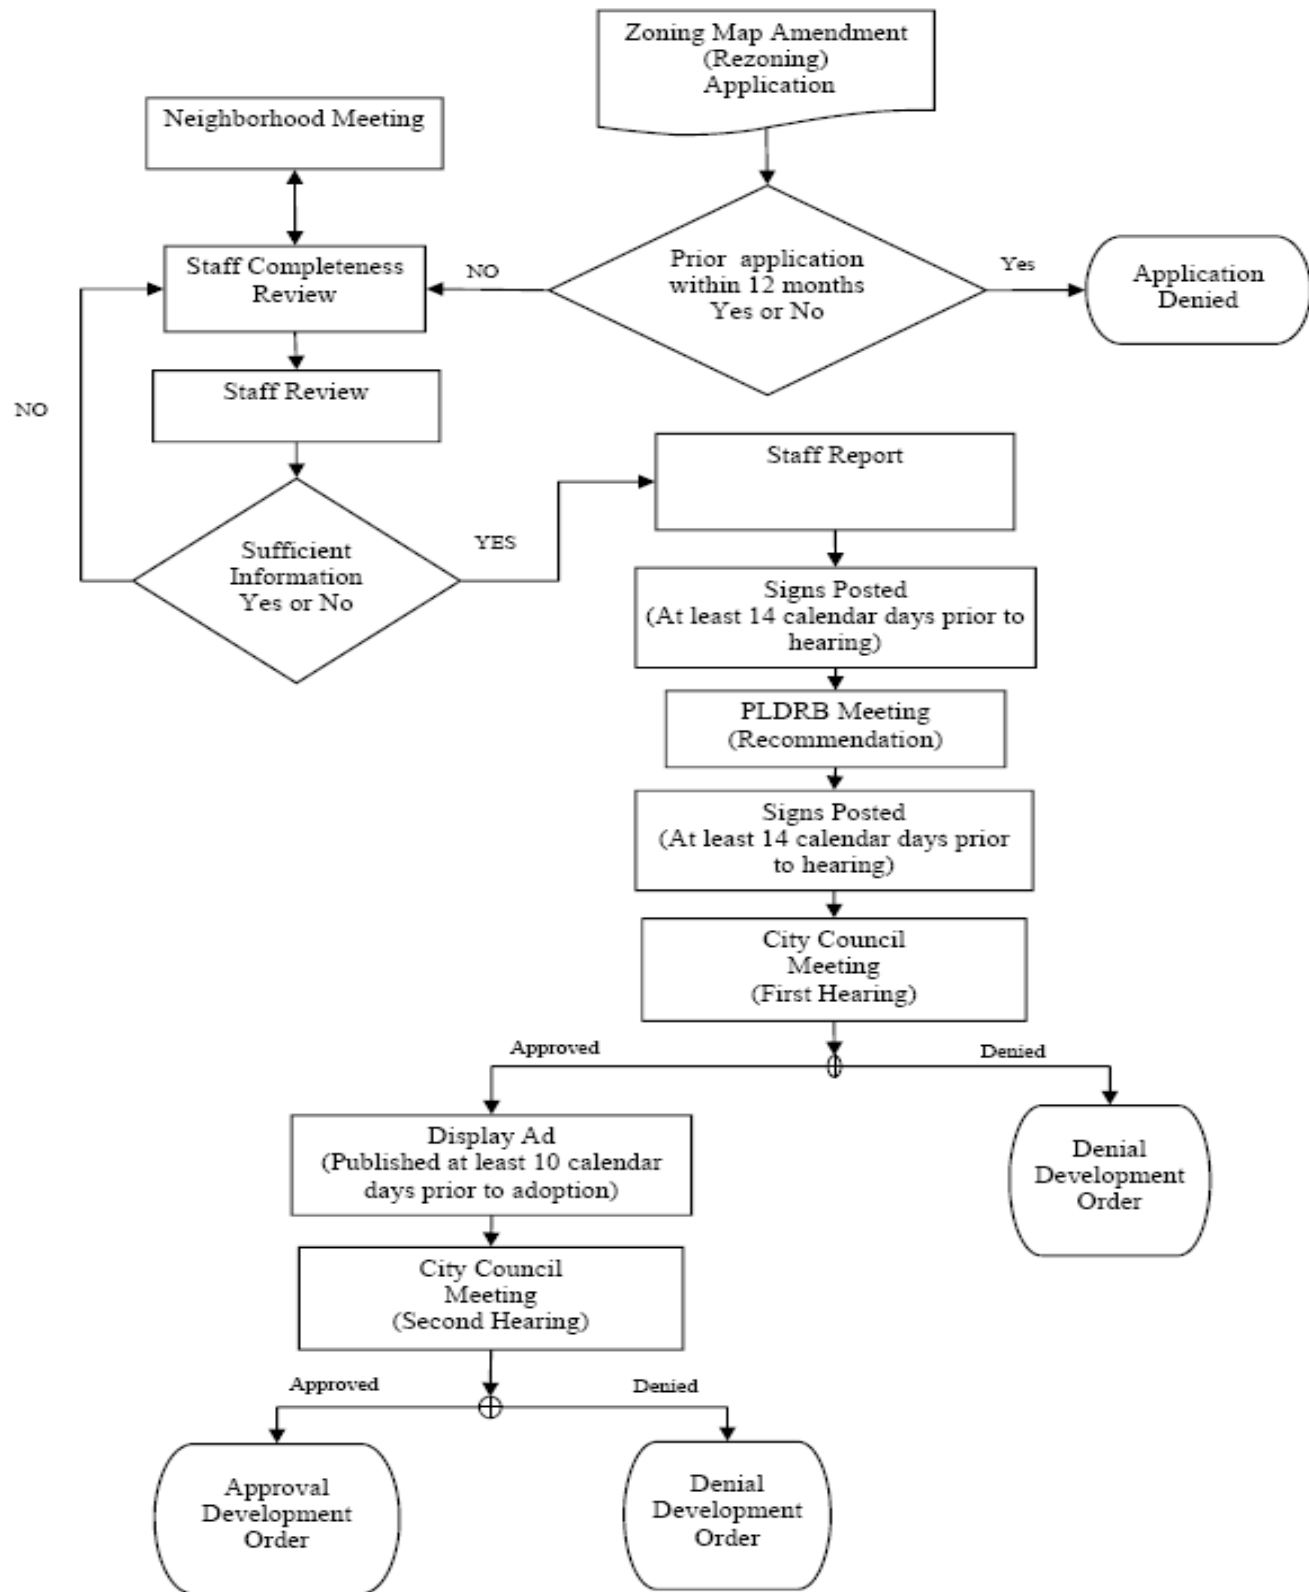 Zoning Map Amendment
(Rezoning)
Application
Neighborhood Meeting
Prior application
within 12 months
Yes or No
Yes
Application
Denied
NO
Staff Completeness
Review
Staff Review
NO
Sufficient
Information
Yes or No
YES
Staff Report
Signs Posted
(At least 14 calendar days prior to
hearing)
PLDRB Meeting
(Recommendation)
Signs Posted
(At least 14 calendar days prior
to hearing)
City Council
Meeting
(First Hearing)
Approved
Denied
Display Ad
(Published at least 10 calendar
days prior to adoption)
Denial
Development
Order
City Council
Meeting
(Second Hearing)
Approved
Denied
Approval
Development
Order
Denial
Development
Order